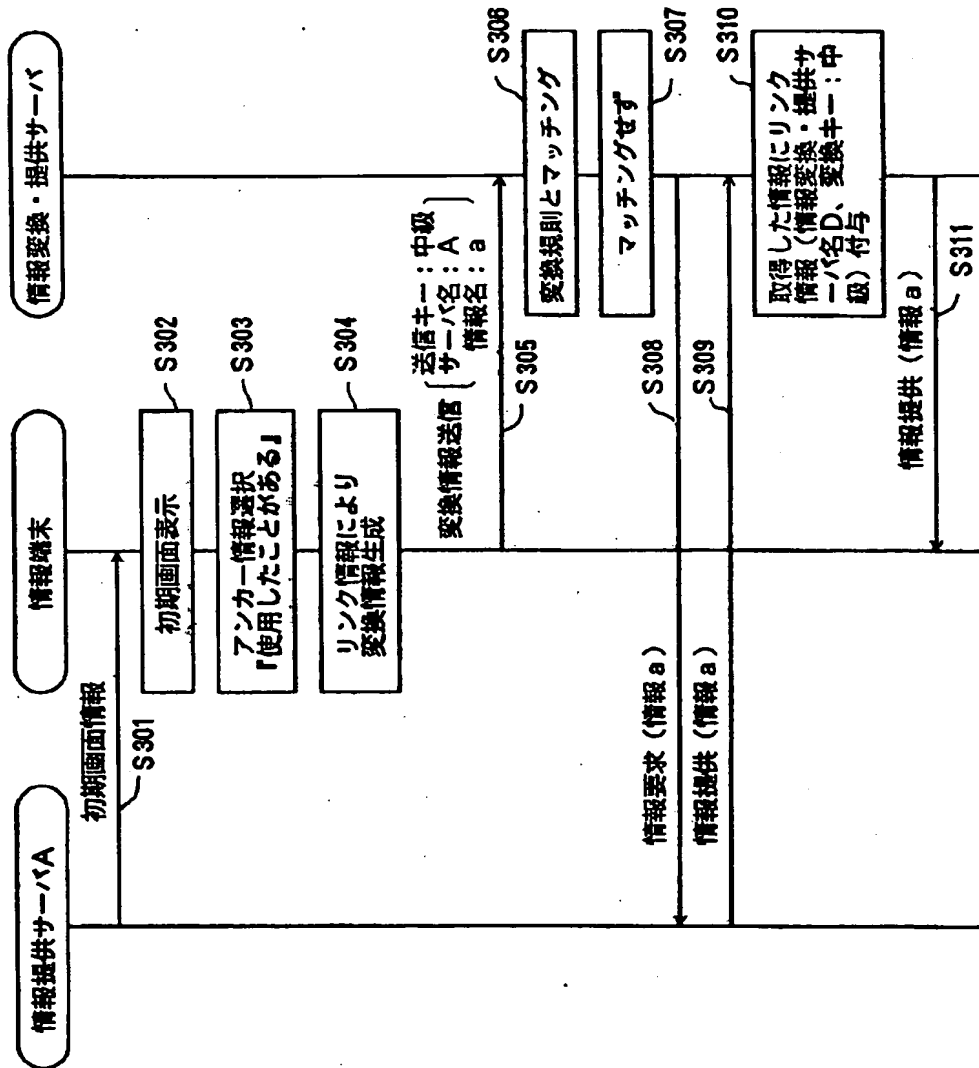 情報提供サーバA
情報端末
情報変換・提供サーバ
初期画面情報
S301
初期画面表示
S302
アンカー情報選択
『使用したことがある』
S303
リンク情報により
変換情報生成
S304
変換情報送信
送信キー：中級
サーバ名：A
情報名：a
S305
変換規則とマッチング
S306
マッチングせず
S307
情報要求（情報a）
S308
情報提供（情報a）
S309
取得した情報にリンク
情報（情報変換・提供サ
ーバ名D、変換キー：中
級）付与
S310
情報提供（情報a）
S311